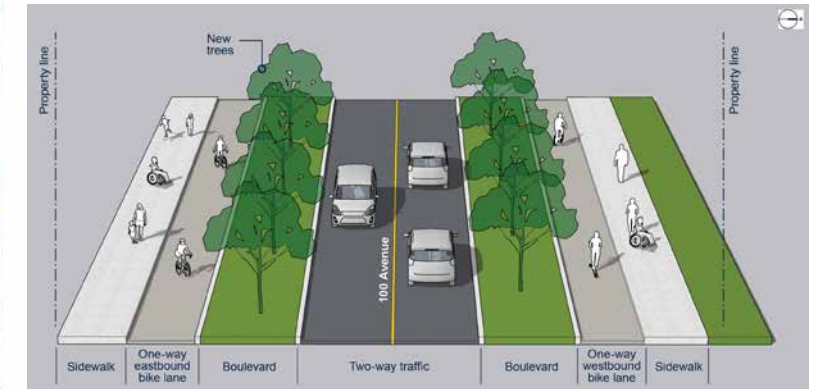 New
trees
Property line
Property line
100 Avenue
Sidewalk
One-way
eastbound
bike lane
Boulevard
Two-way traffic
Boulevard
One-way
westbound
bike lane
Sidewalk